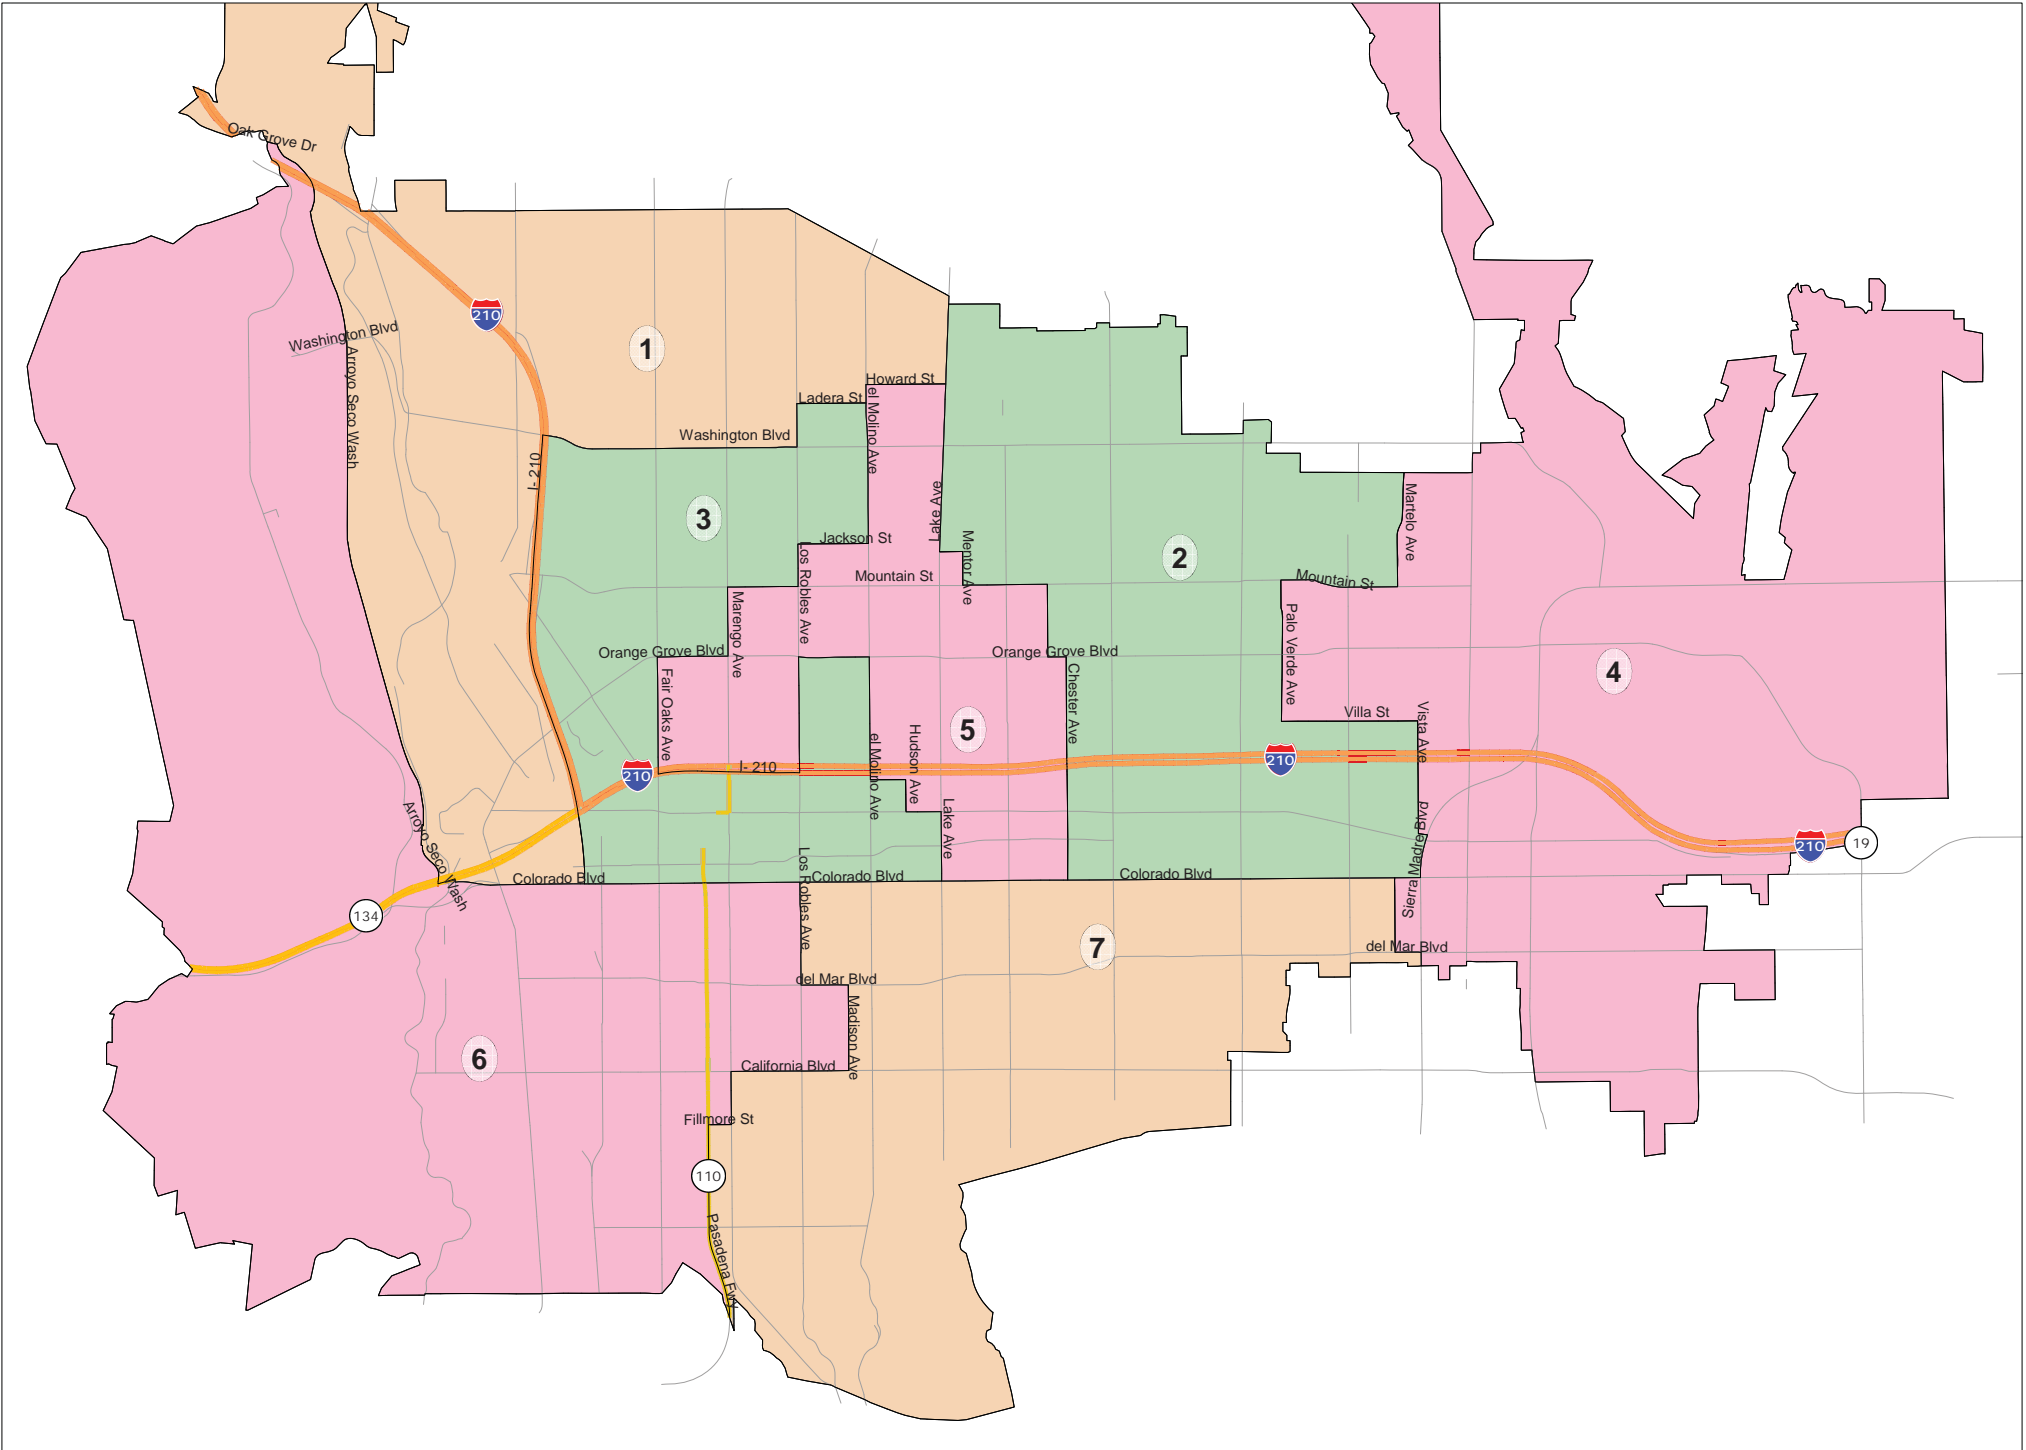 Oak Grove Dr
210
Washington Blvd
1
Arroyo Seco Wash
Howard St
Ladera St
el Molino Ave
Washington Blvd
I- 210
3
Lake Ave
Martelo Ave
Jackson St
Los Robles Ave
Mentor Ave
2
Mountain St
Mountain St
Marengo Ave
Palo Verde Ave
Orange Grove Blvd
Orange Grove Blvd
Fair Oaks Ave
Chester Ave
4
Villa St
Vista Ave
5
Hudson Ave
el Molino Ave
I- 210
210
210
Arroyo Seco Wash
Lake Ave
Sierra Madre Blvd
210
19
Los Robles Ave
Colorado Blvd
Colorado Blvd
Colorado Blvd
134
7
del Mar Blvd
del Mar Blvd
Madison Ave
6
California Blvd
Fillmore St
110
Pasadena Fwy